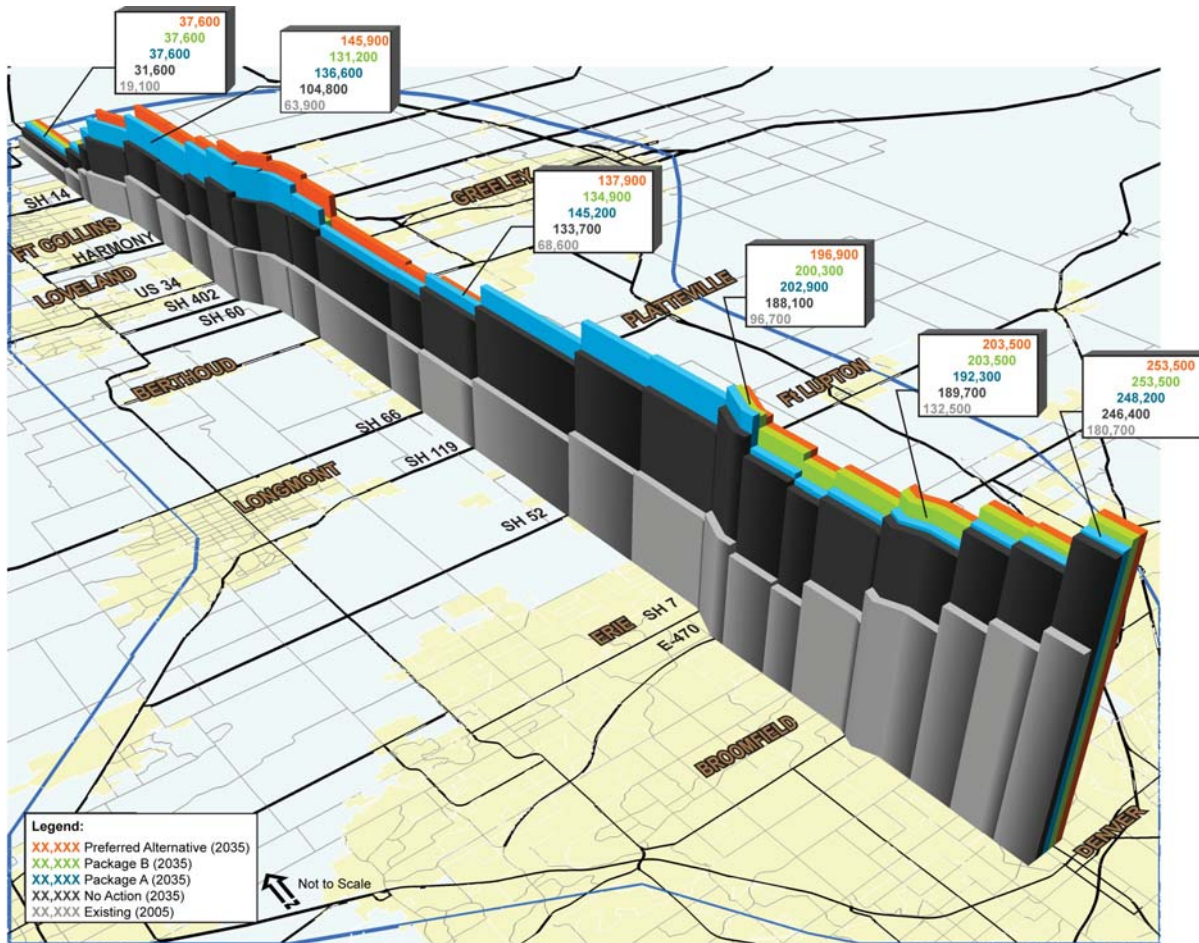 37,600
37,600
37,600
31,600
19,100
145,900
131,200
136,600
104,800
63,900
137,900
134,900
145,200
133,700
68,600
196,900
200,300
202,900
188,100
96,700
203,500
203,500
192,300
189,700
132,500
253,500
253,500
248,200
246,400
180,700
GREELEY
SH 14
FT COLLINS
HARMONY
LOVELAND
US 34
SH 402
SH 60
PLATTEVILLE
BERTHOUD
Ft LUPTON
SH 66
SH 119
LONGMONT
SH 52
ERIE
SH 7
E-470
BROOMFIELD
DENVER
Legend:
XX,XXX Preferred Alternative (2035)
XX,XXX Package B (2035)
XX,XXX Package A (2035)
XX,XXX No Action (2035)
XX,XXX Existing (2005)
Z
Not to Scale